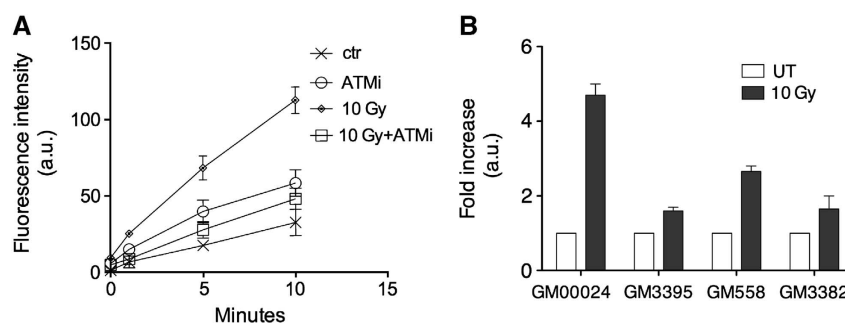 A
Fluorescence intensity
(a.u.)
150
100
50
0
0
5
10
15
Minutes
ctr
ATMi
10 Gy
10 Gy+ATMi
B
Fold increase
(a.u.)
6
4
2
0
UT
10 Gy
GM00024 GM3395 GM558 GM3382